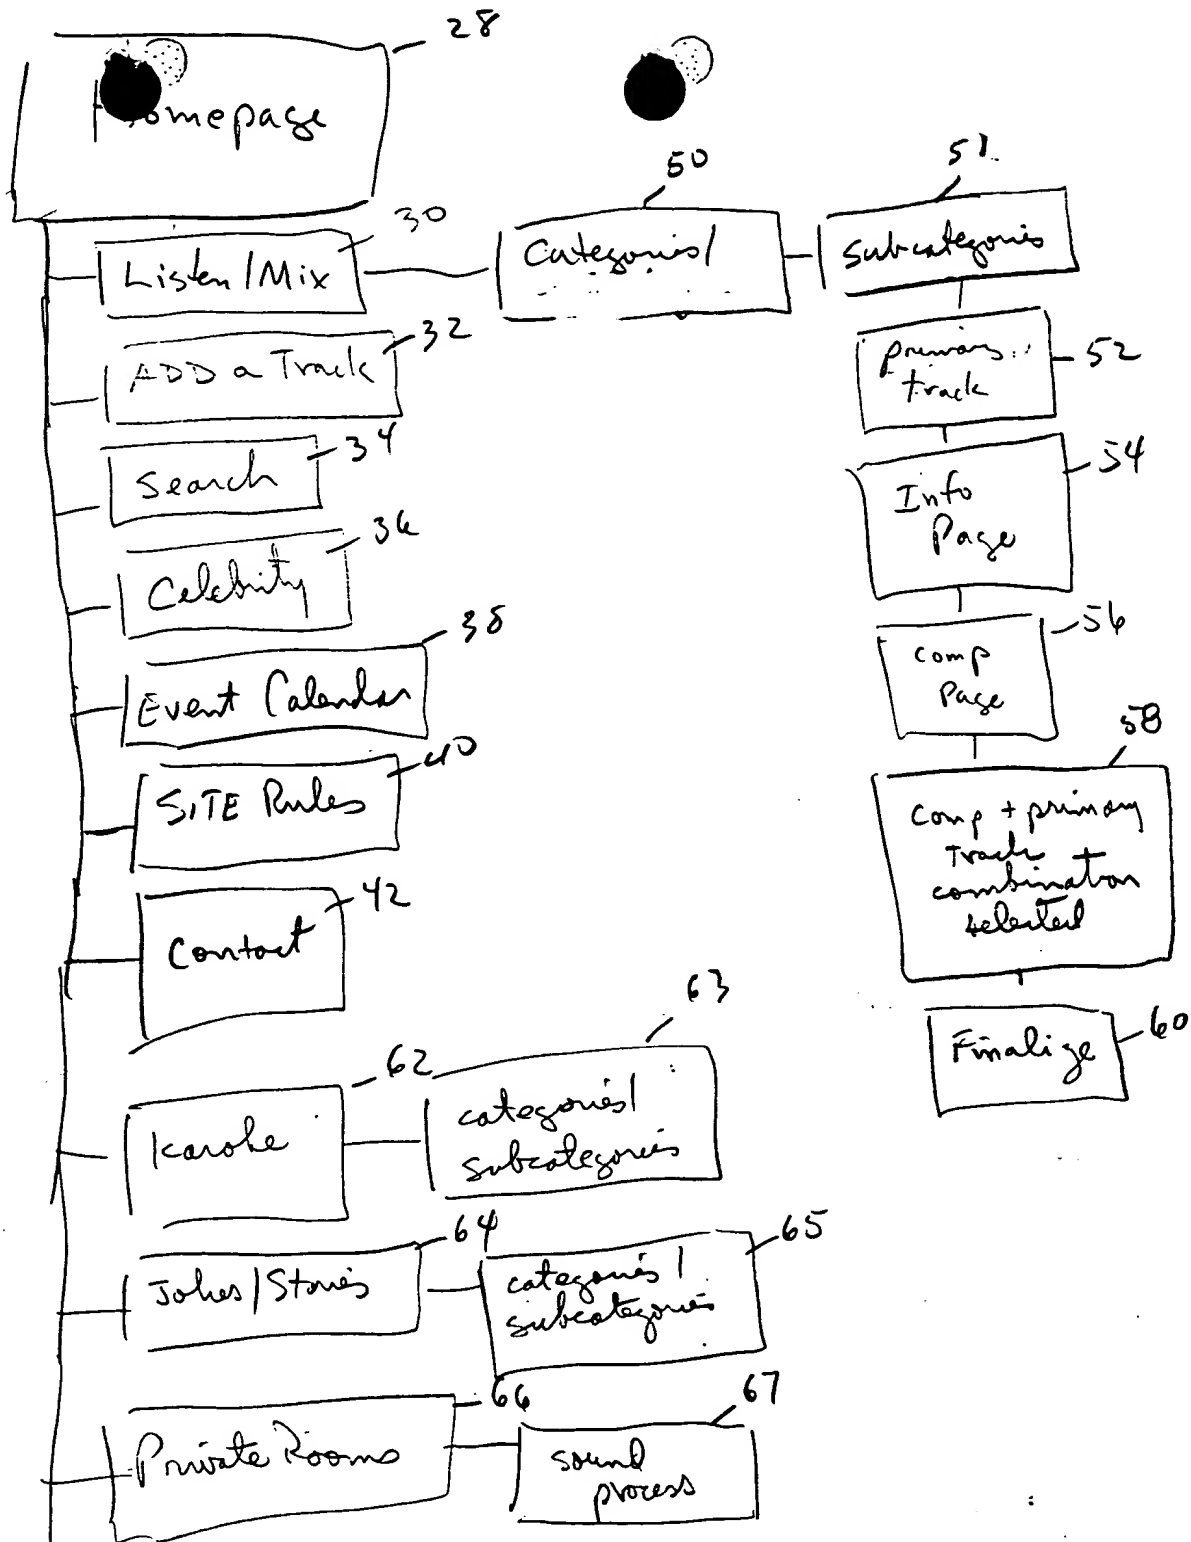 28
Homepage
50
51
30
Listen/Mix
Categories/
Subcategories
32
ADD a Track
primary
track
52
34
Search
54
Info
Page
36
Celebrity
56
comp
Page
38
Event Calendar
58
40
SITE Rules
comp + primary
Track +
combination
selected
42
Contact
63
60
Finalize
62
Karoke
categories/
subcategories
64
65
Jokes/Stories
categories/
subcategories
66
67
Private Rooms
sound
process